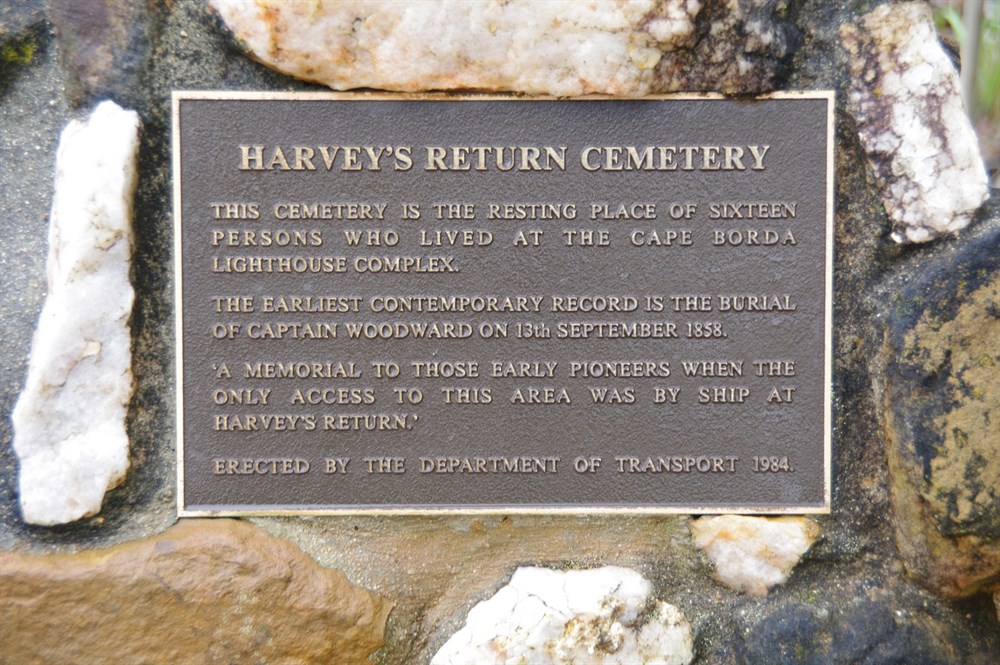 HARVEY'S RETURN CEMETERY
THIS CEMETERY IS THE RESTING PLACE OF SIXTEEN
PERSONS WHO LIVED AT THE CAPE BORDA
LIGHTHOUSE COMPLEX.
THE EARLIEST CONTEMPORARY RECORD IS THE BURIAL
OF CAPTAIN WOODWARD ON 13th SEPTEMBER 1858.
'A MEMORIAL TO THOSE EARLY PIONEERS WHEN THE
ONLY ACCESS TO THIS AREA WAS BY SHIP AT
HARVEY'S RETURN.'
ERECTED BY THE DEPARTMENT OF TRANSPORT 1984.